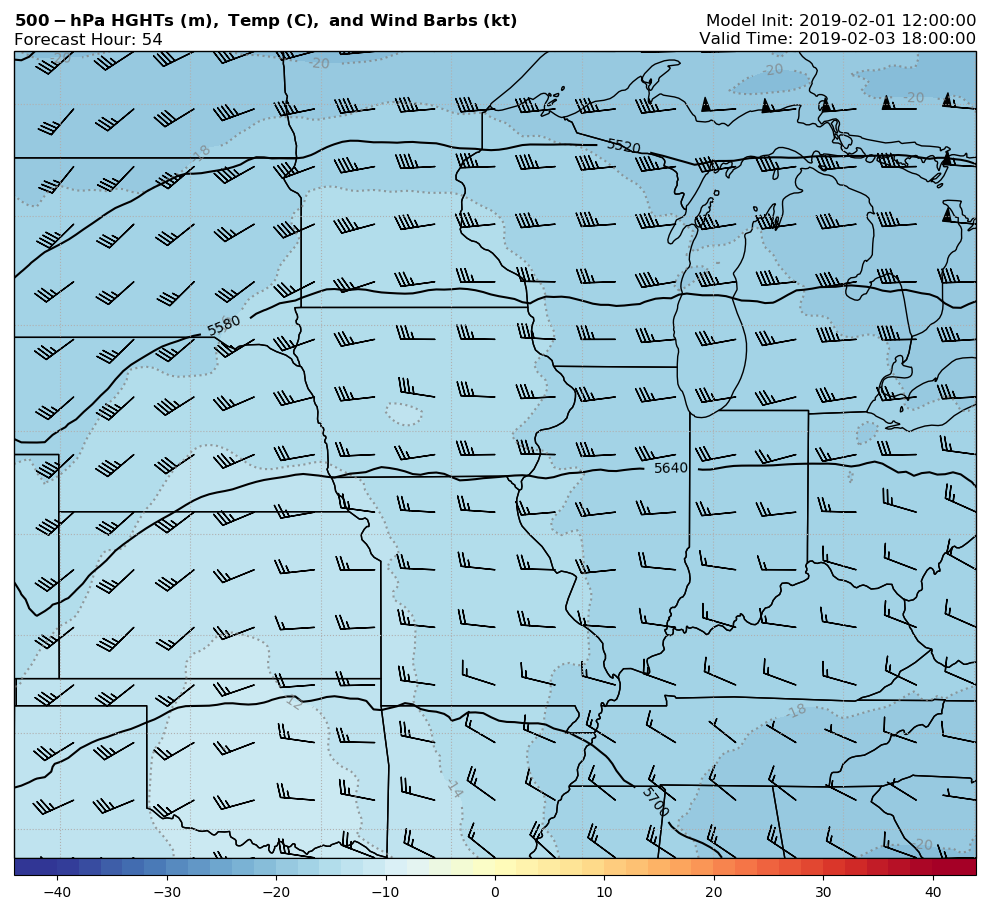 500−hPa HGHTs (m), Temp (C), and Wind Barbs (kt)
Model Init: 2019-02-01 12:00:00
Forecast Hour: 54
Valid Time: 2019-02-03 18:00:00
-20
-20
-20
-20
5520
-18
5580
5640
-12
-18
-14
5700
-20
−40 −30 −20 −10 0 10 20 30 40